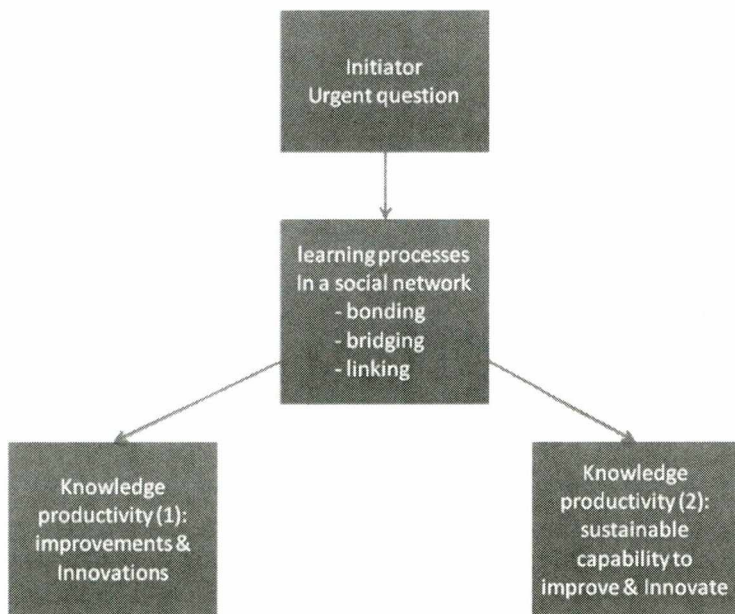 Initiator
Urgent question
learning processes
In a social network
- bonding
- bridging
- linking
Knowledge
productivity (1):
improvements &
Innovations
Knowledge
productivity (2):
sustainable
capability to
improve & Innovate